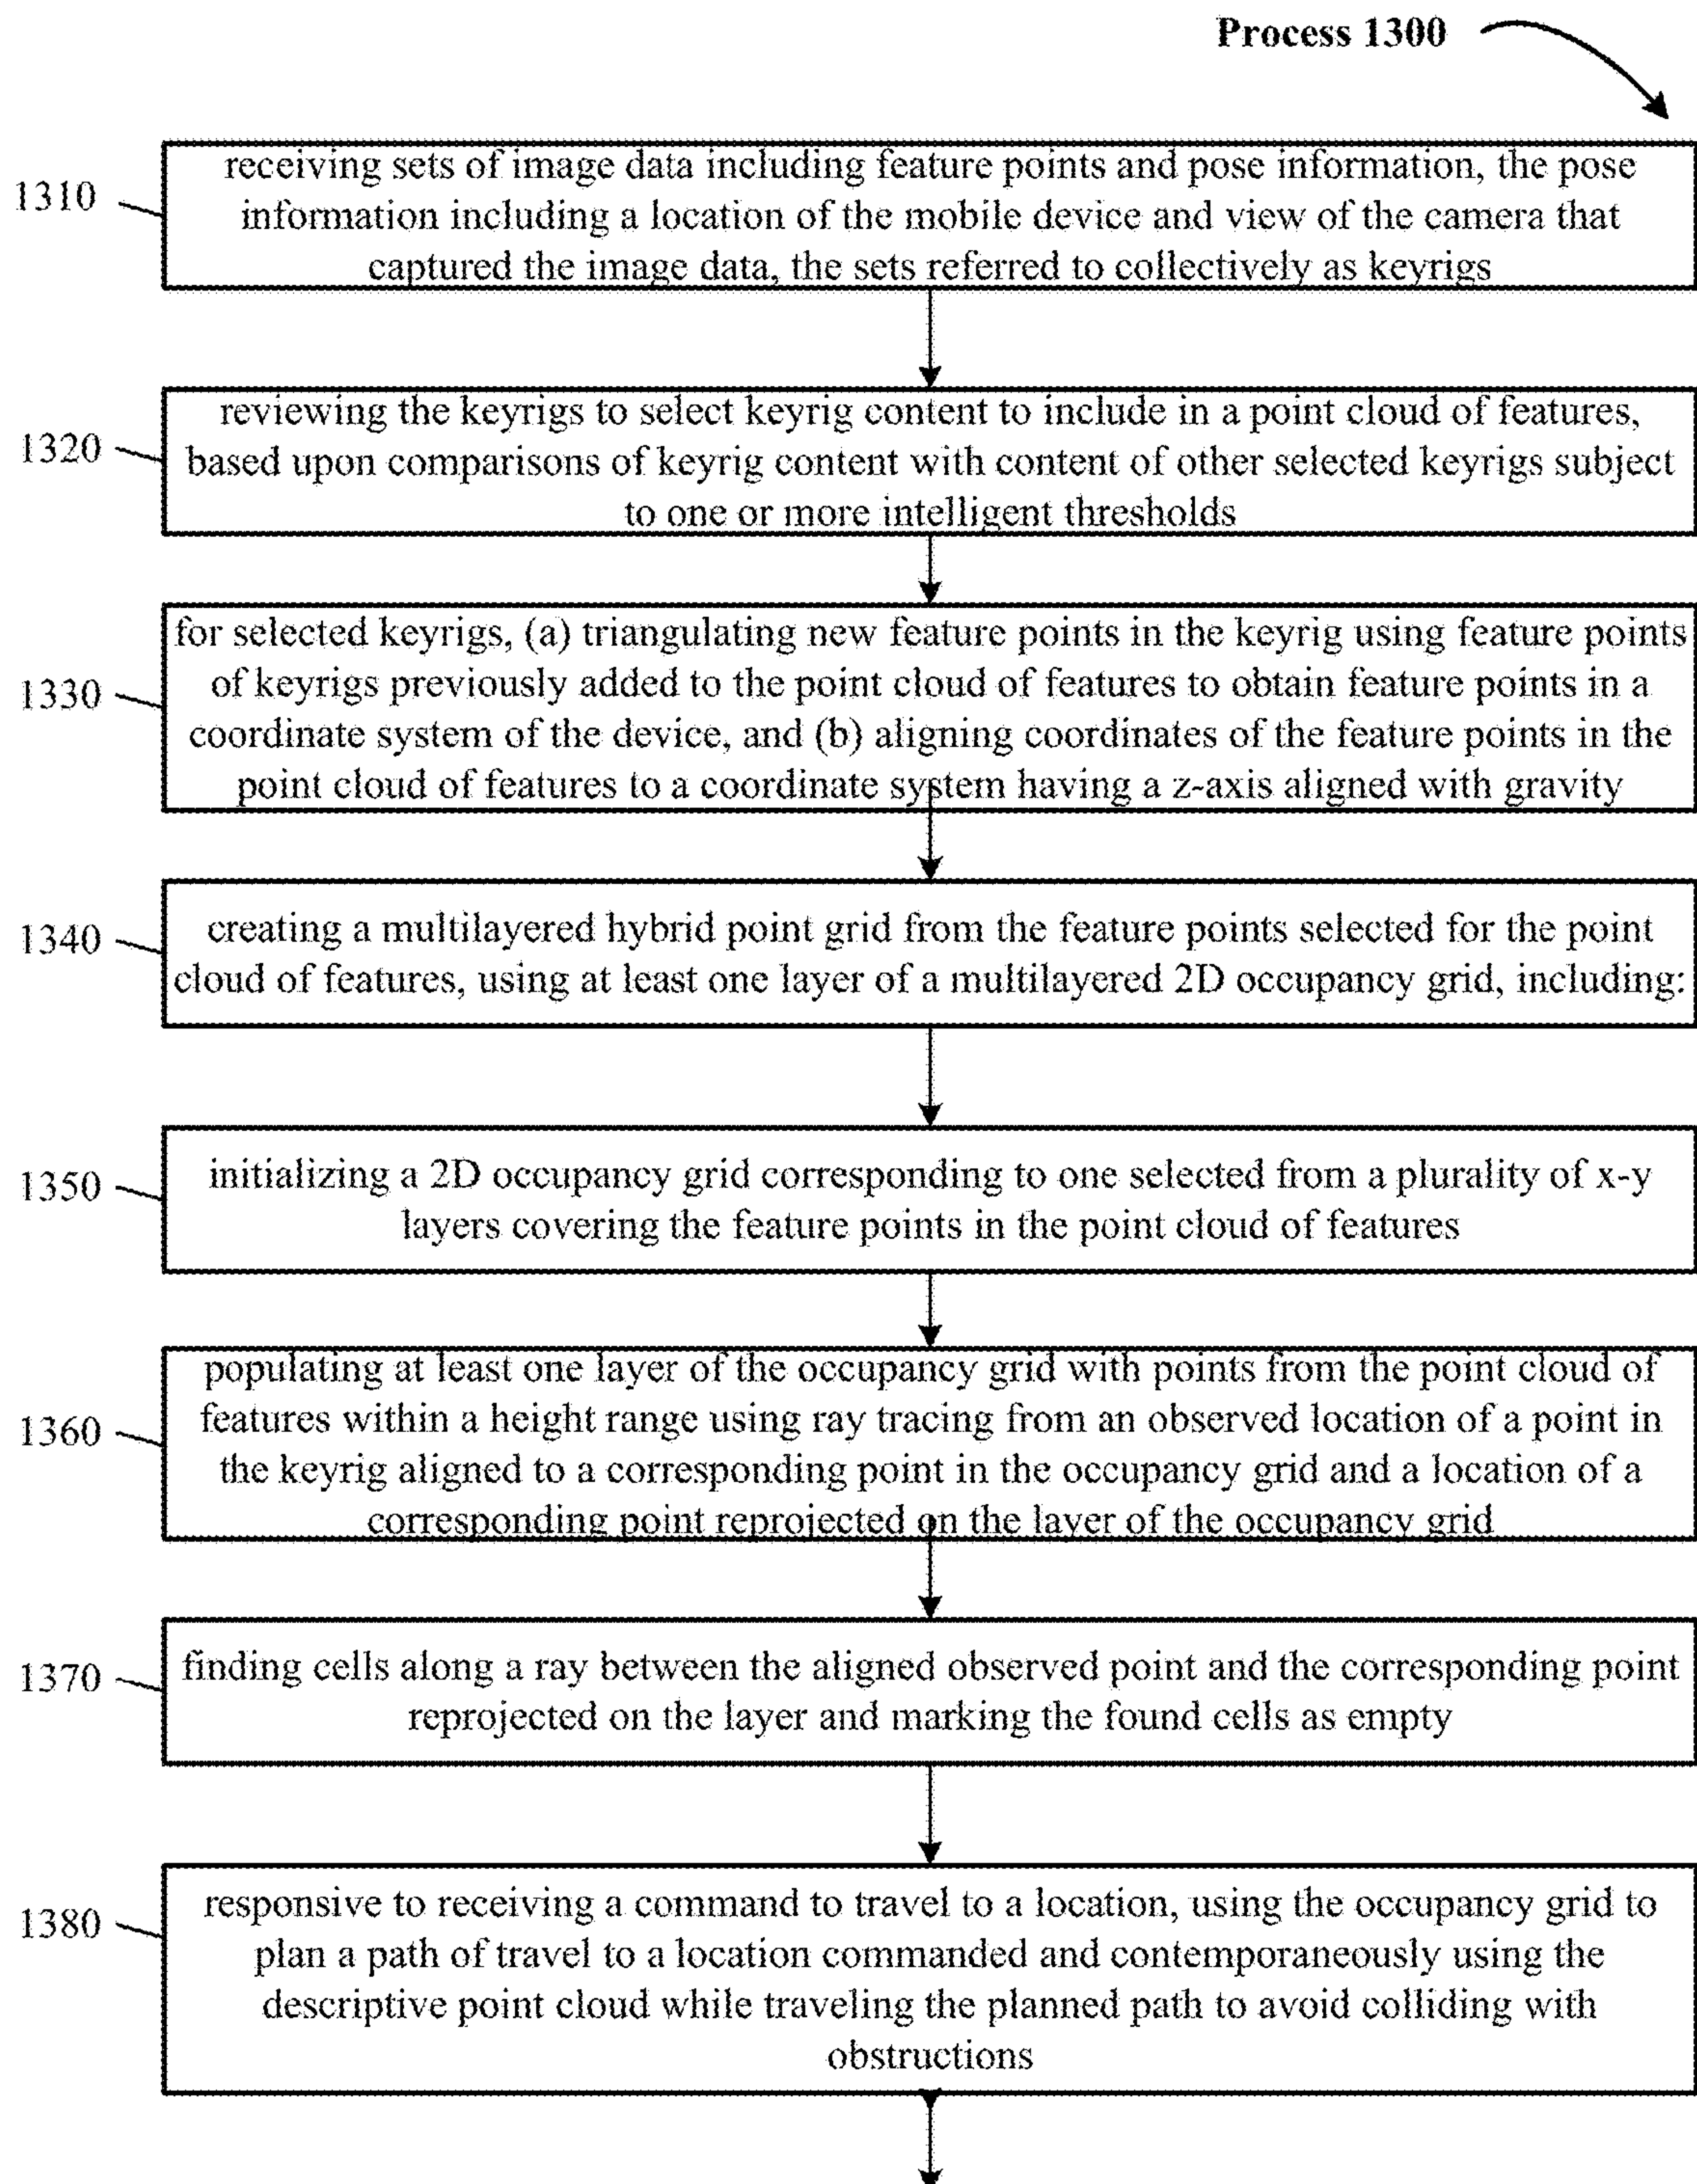 Process 1300
1310
receiving sets of image data including feature points and pose information, the pose
information including a location of the mobile device and view of the camera that
captured the image data, the sets referred to collectively as keyrigs
1320
reviewing the keyrigs to select keyrig content to include in a point cloud of features,
based upon comparisons of keyrig content with content of other selected keyrigs subject
to one or more intelligent thresholds
1330
for selected keyrigs, (a) triangulating new feature points in the keyrig using feature points
of keyrigs previously added to the point cloud of features to obtain feature points in a
coordinate system of the device, and (b) aligning coordinates of the feature points in the
point cloud of features to a coordinate system having a z-axis aligned with gravity
1340
creating a multilayered hybrid point grid from the feature points selected for the point
cloud of features, using at least one layer of a multilayered 2D occupancy grid, including:
1350
initializing a 2D occupancy grid corresponding to one selected from a plurality of x-y
layers covering the feature points in the point cloud of features
1360
populating at least one layer of the occupancy grid with points from the point cloud of
features within a height range using ray tracing from an observed location of a point in
the keyrig aligned to a corresponding point in the occupancy grid and a location of a
corresponding point reprojected on the layer of the occupancy grid
1370
finding cells along a ray between the aligned observed point and the corresponding point
reprojected on the layer and marking the found cells as empty
1380
responsive to receiving a command to travel to a location, using the occupancy grid to
plan a path of travel to a location commanded and contemporaneously using the
descriptive point cloud while traveling the planned path to avoid colliding with
obstructions